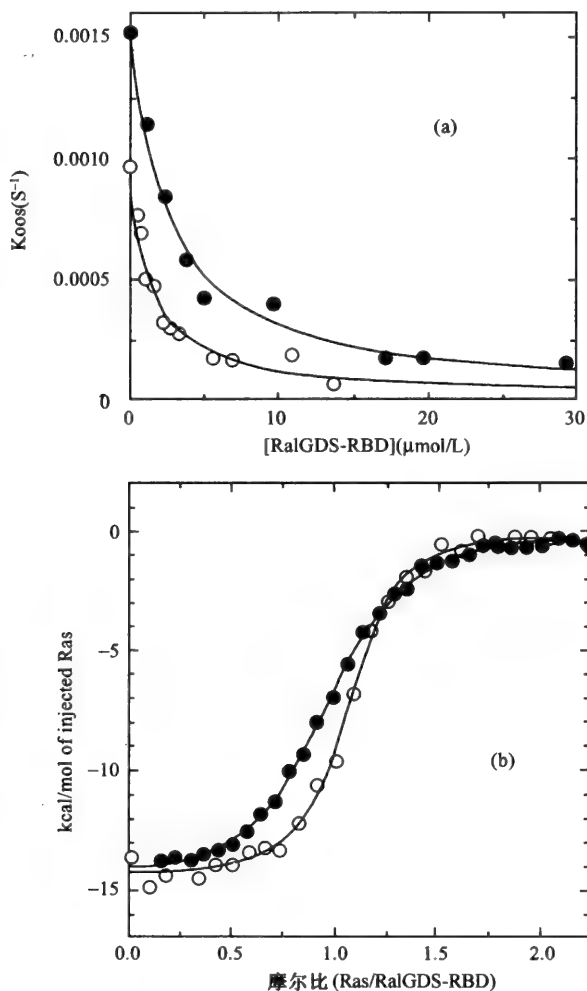 0.0015
(a)
0.0010
Koos(S⁻¹)
0.0005
0
0 10 20 30
[RalGDS-RBD](μmol/L)
0
−5
kcal/mol of injected Ras
(b)
−10
−15
0.0 0.5 1.0 1.5 2.0
摩尔比 (Ras/RalGDS-RBD)